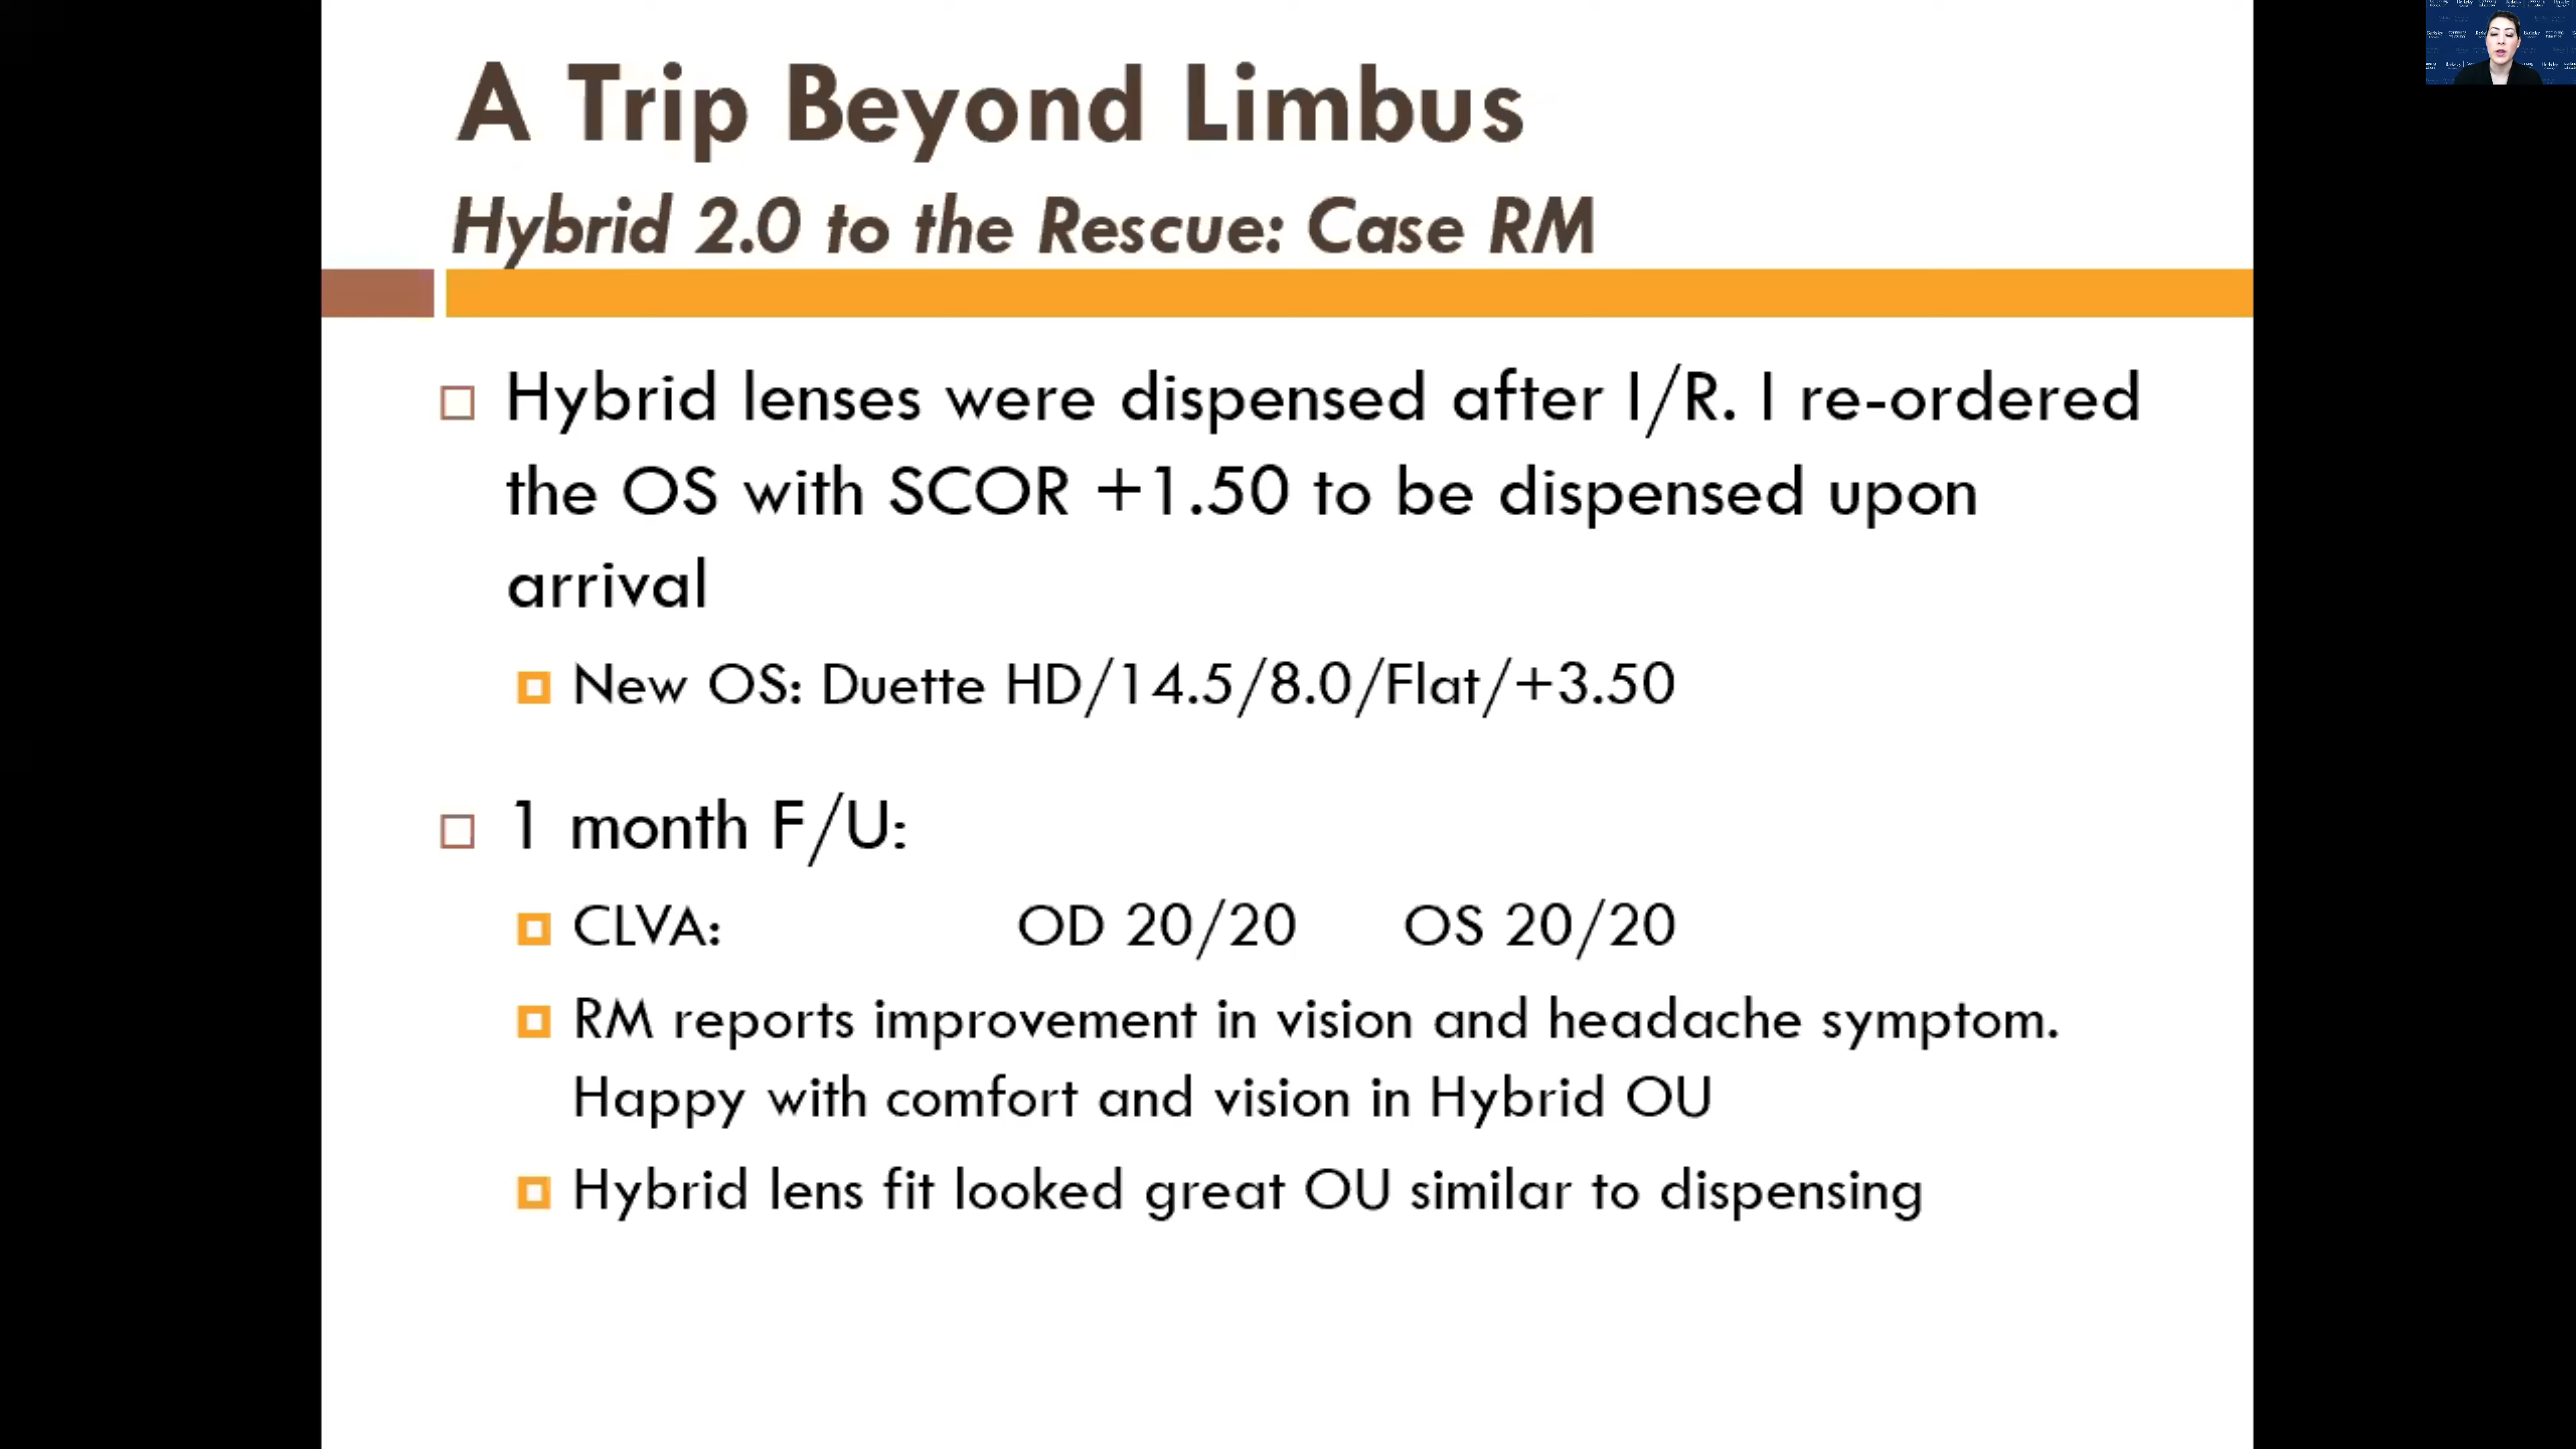 A Trip Beyond Limbus
Hybrid 2.0 to the Rescue: Case RM
Hybrid lenses were dispensed after I/R. I re-ordered
the OS with SCOR +1.50 to be dispensed upon
arrival
New OS: Duette HD/14.5/8.0/Flat/+3.50
1 month F/U:
CLVA: OD 20/20 OS 20/20
RM reports improvement in vision and headache symptom.
Happy with comfort and vision in Hybrid OU
Hybrid lens fit looked great OU similar to dispensing